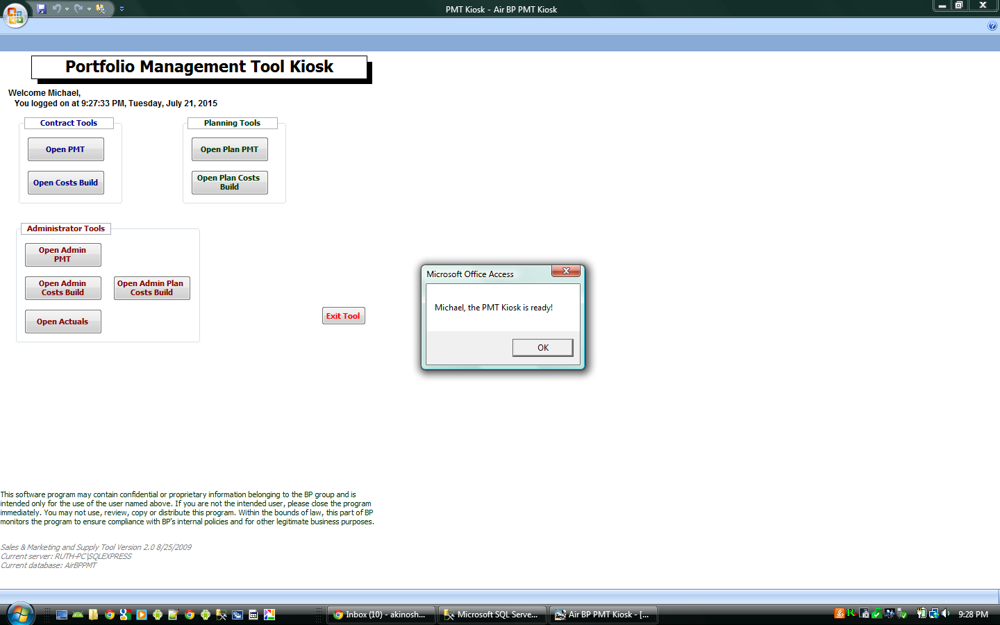 PMT Kiosk - Air BP PMT Kiosk
Portfolio Management Tool Kiosk
Welcome Michael,
You logged on at 9:27:33 PM, Tuesday, July 21, 2015
Contract Tools
Open PMT
Open Costs Build
Planning Tools
Open Plan PMT
Open Plan Costs
Build
Administrator Tools
Open Admin
PMT
Open Admin
Costs Build
Open Admin Plan
Costs Build
Open Actuals
Exit Tool
Microsoft Office Access
Michael, the PMT Kiosk is ready!
OK
This software program may contain confidential or proprietary information belonging to the BP group and is
intended only for the use of the user named above. If you are not the intended user, please close the program
immediately. You may not use, review, copy or distribute this program. Within the bounds of law, this part of BP
monitors the program to ensure compliance with BP's internal policies and for other legitimate business purposes.
Sales & Marketing and Supply Tool Version 2.0 8/25/2009
Current server: RUTH-PC\SQLEXPRESS
Current database: AirBPPMT
Inbox (10) - akinosh...
Microsoft SQL Serve...
Air BP PMT Kiosk - [...
9:28 PM